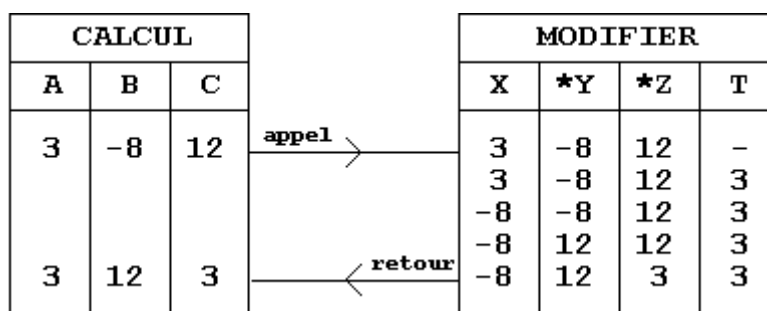 CALCUL MODIFIER
A B C X *Y *Z T
3 -8 12 appel 3 -8 12 -
3 -8 12 3
-8 -8 12 3
-8 12 12 3
3 12 3 retour -8 12 3 3